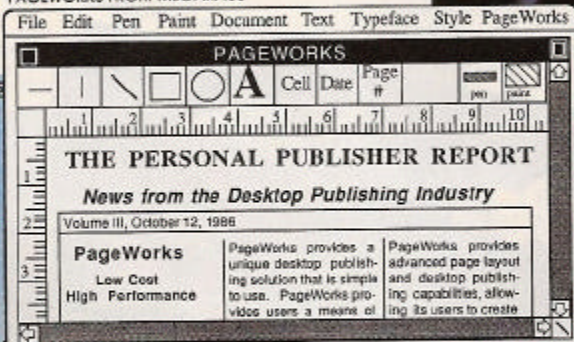 File Edit Pen Paint Document Text Typeface Style PageWorks
PAGEWORKS
A Cell Date Page # pen paint
1 2 3 4 5 6 7 8 9 10
THE PERSONAL PUBLISHER REPORT
1
News from the Desktop Publishing Industry
2
Volume III, October 12, 1986
PageWorks
Low Cost
High Performance
3
PageWorks provides a
unique desktop publish-
ing solution that is simple
to use. PageWorks pro-
vides users a means of
PageWorks provides
advanced page layout
and desktop publish-
ing capabilities, allow-
ing its users to create